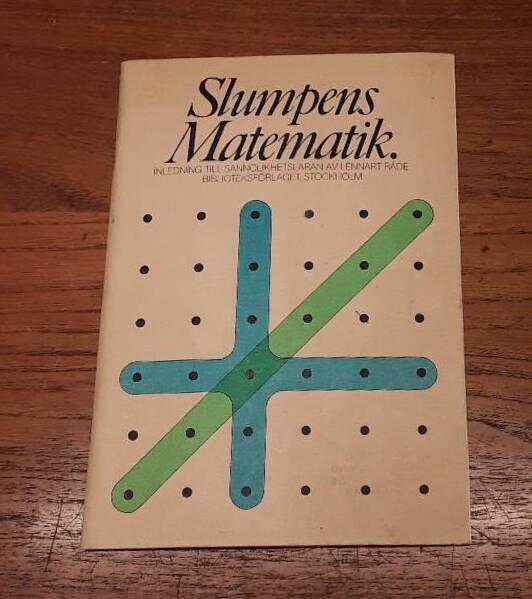 Slumpens
Matematik.
INLEDNING TILL SANNOLIKHETSLÄRAN AV LENNART RÅDE
BIBLIOTEKSFÖRLAGET STOCKHOLM